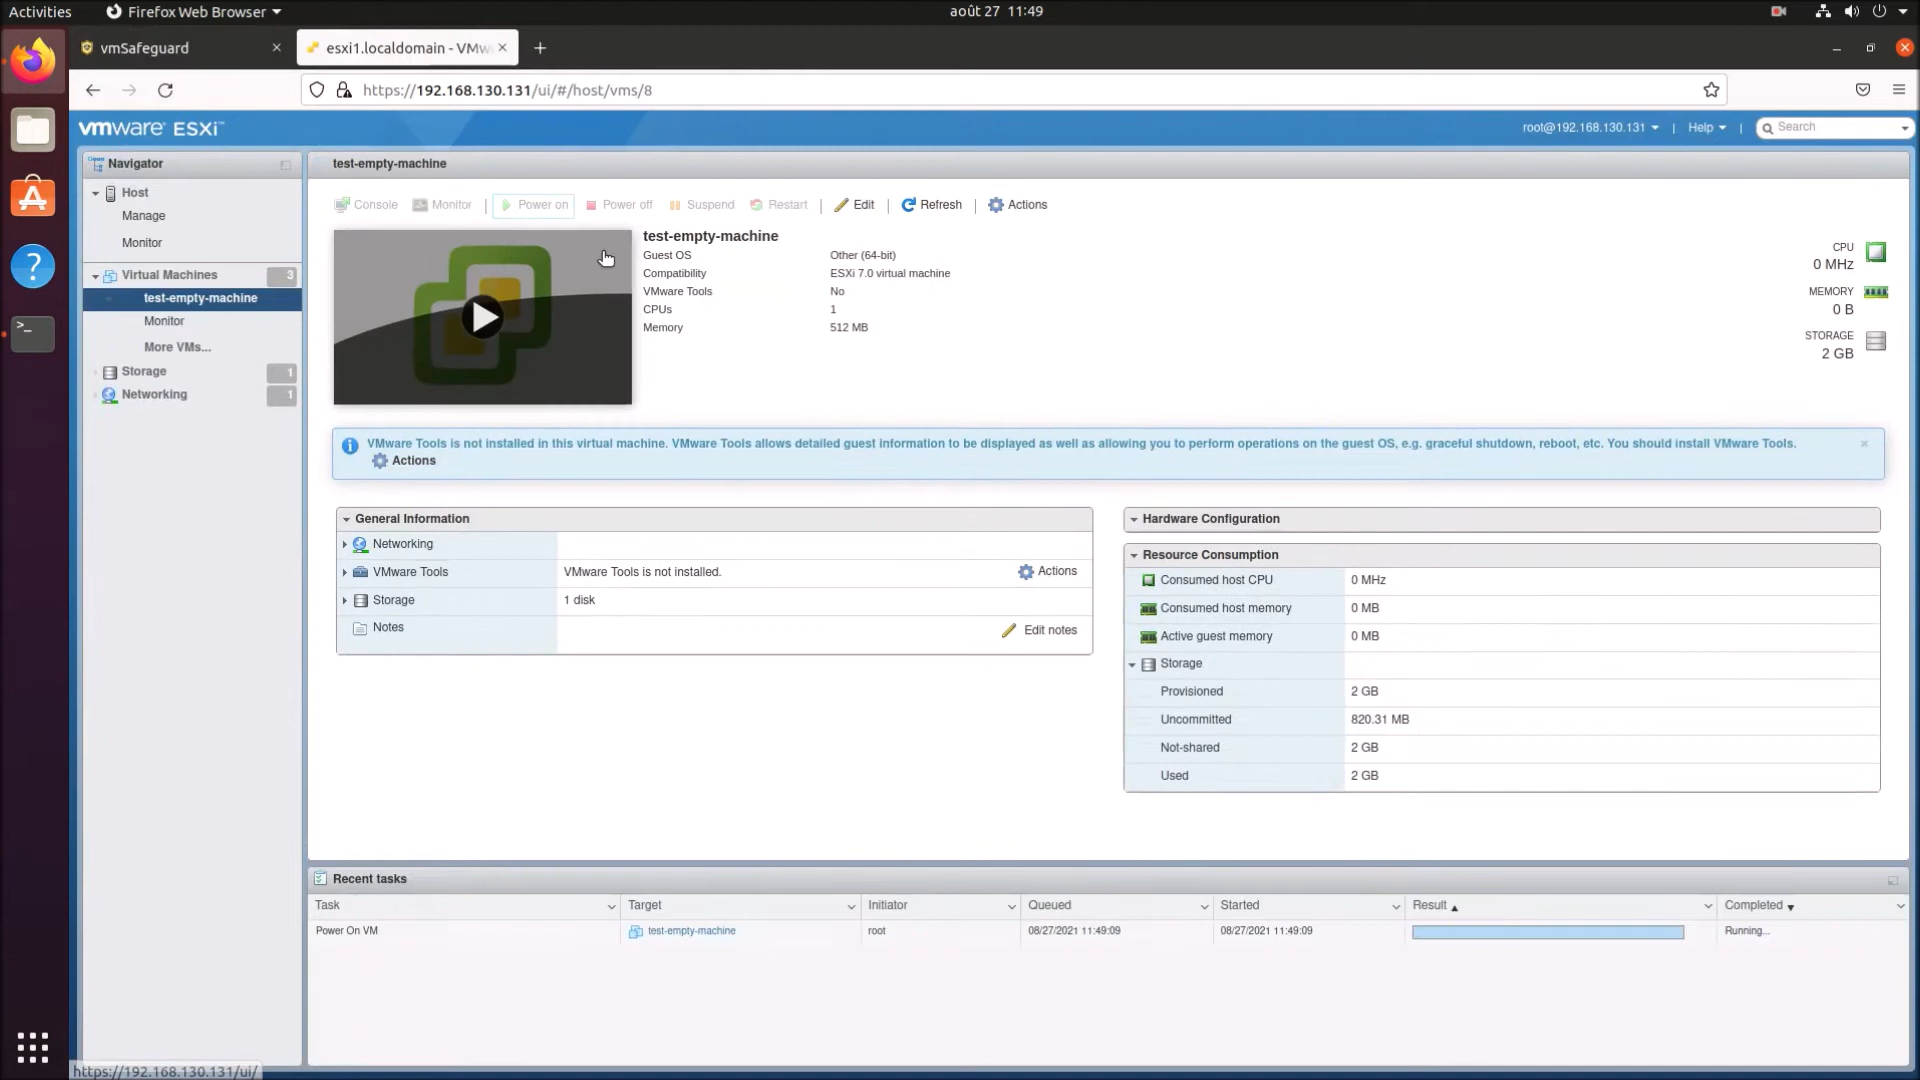 Activities
Firefox Web Browser
août 27 11:49
vmSafeguard
esxi1.localdomain - VMw
https://192.168.130.131/ui/#/host/vms/8
vmware ESXi™
root@192.168.130.131
|
Help
|
Search
Navigator
Host
Manage
Monitor
Virtual Machines 3
test-empty-machine
Monitor
More VMs...
Storage 1
Networking 1
test-empty-machine
Console
Monitor
Power on
Power off
Suspend
Restart
Edit
Refresh
Actions
test-empty-machine
Guest OS Other (64-bit)
Compatibility ESXi 7.0 virtual machine
VMware Tools No
CPUs 1
Memory 512 MB
CPU
0 MHz
MEMORY
0 B
STORAGE
2 GB
VMware Tools is not installed in this virtual machine. VMware Tools allows detailed guest information to be displayed as well as allowing you to perform operations on the guest OS, e.g. graceful shutdown, reboot, etc. You should install VMware Tools.
Actions
General Information
Networking
VMware Tools VMware Tools is not installed. Actions
Storage 1 disk
Notes Edit notes
Hardware Configuration
Resource Consumption
Consumed host CPU 0 MHz
Consumed host memory 0 MB
Active guest memory 0 MB
Storage
Provisioned 2 GB
Uncommitted 820.31 MB
Not-shared 2 GB
Used 2 GB
Recent tasks
Task Target Initiator Queued Started Result Completed
Power On VM test-empty-machine root 08/27/2021 11:49:09 08/27/2021 11:49:09 Running...
https://192.168.130.131/ui/